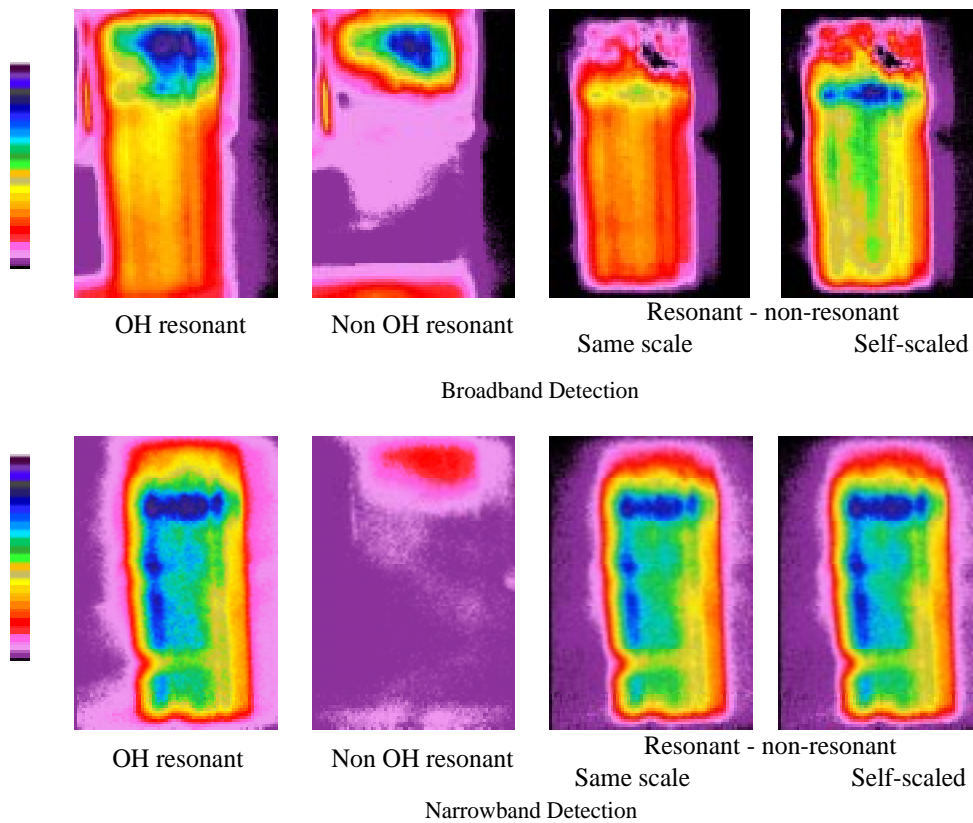 OH resonant
Non OH resonant
Resonant - non-resonant
Same scale
Self-scaled
Broadband Detection
OH resonant
Non OH resonant
Resonant - non-resonant
Same scale
Self-scaled
Narrowband Detection